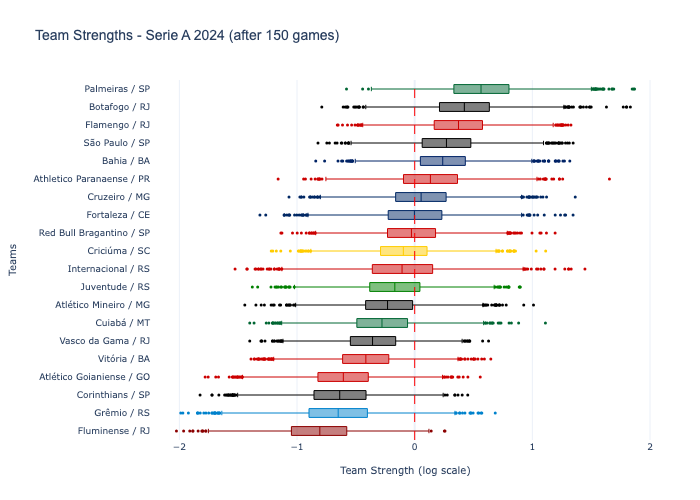 Team Strengths - Serie A 2024 (after 150 games)
Palmeiras / SP
Botafogo / RJ
Flamengo / RJ
São Paulo / SP
Bahia / BA
Athletico Paranaense / PR
Cruzeiro / MG
Fortaleza / CE
Red Bull Bragantino / SP
Criciúma / SC
Internacional / RS
Juventude / RS
Atlético Mineiro / MG
Cuiabá / MT
Vasco da Gama / RJ
Vitória / BA
Atlético Goianiense / GO
Corinthians / SP
Grêmio / RS
Fluminense / RJ
Teams
−2 −1 0 1 2
Team Strength (log scale)